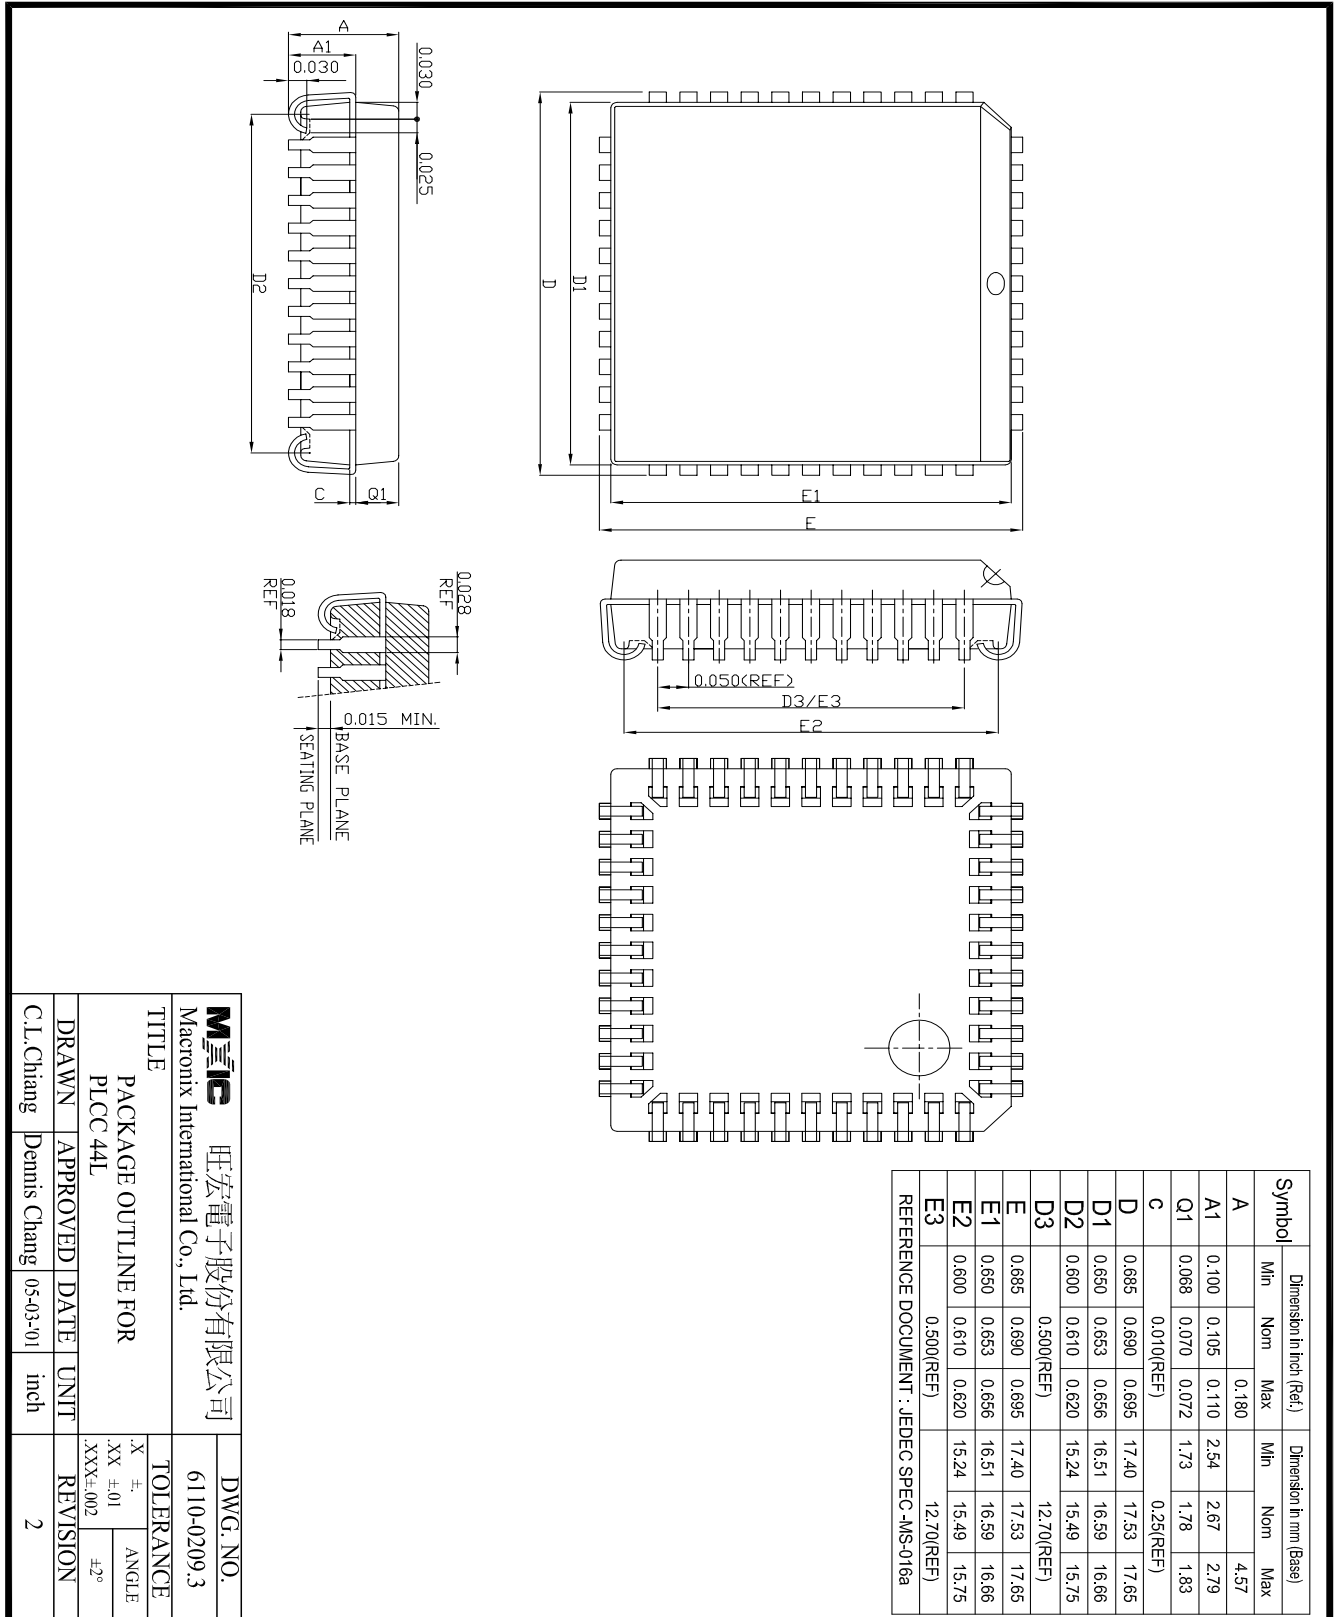 A
A1
0.030
0.030
0.025
D2
C
Q1
D
D1
E1
E
0.018
REF
0.028
REF
0.015 MIN.
BASE PLANE
SEATING PLANE
0.050(REF)
D3/E3
E2
Symbol Dimension in inch (Ref.) Dimension in mm (Base)
Min Nom Max Min Nom Max
A 0.180 4.57
A1 0.100 0.105 0.110 2.54 2.67 2.79
Q1 0.068 0.070 0.072 1.73 1.78 1.83
c 0.010(REF) 0.25(REF)
D 0.685 0.690 0.695 17.40 17.53 17.65
D1 0.650 0.653 0.656 16.51 16.59 16.66
D2 0.600 0.610 0.620 15.24 15.49 15.75
D3 0.500(REF) 12.70(REF)
E 0.685 0.690 0.695 17.40 17.53 17.65
E1 0.650 0.653 0.656 16.51 16.59 16.66
E2 0.600 0.610 0.620 15.24 15.49 15.75
E3 0.500(REF) 12.70(REF)
REFERENCE DOCUMENT : JEDEC SPEC -MS-016a
MXIC 旺宏電子股份有限公司
Macronix International Co., Ltd.
DWG. NO.
6110-0209.3
TITLE
PACKAGE OUTLINE FOR
PLCC 44L
TOLERANCE
.X ±.
.XX ±.01
.XXX±.002
ANGLE
±2°
DRAWN APPROVED DATE UNIT REVISION
C.L.Chiang Dennis Chang 05-03-'01 inch 2